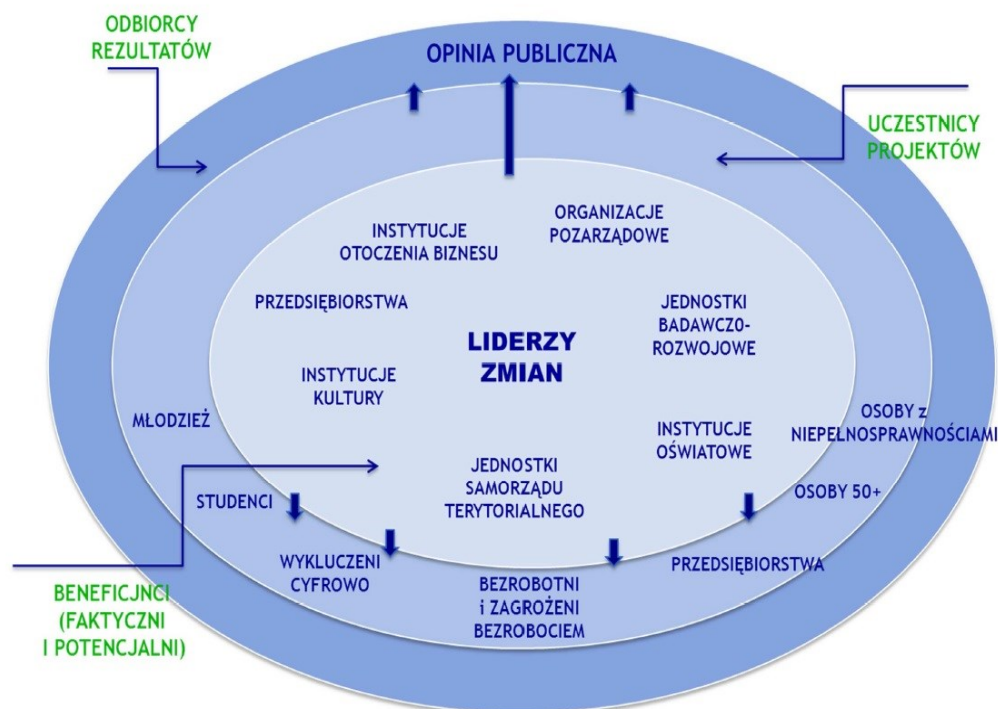 ODBIORCY
REZULTATÓW
OPINIA PUBLICZNA
UCZESTNICY
PROJEKTÓW
INSTYTUCJE
OTOCZENIA BIZNESU
ORGANIZACJE
POZARZĄDOWE
PRZEDSIĘBIORSTWA
JEDNOSTKI
BADAWCZO-
ROZWOJOWE
LIDERZY
ZMIAN
INSTYTUCJE
KULTURY
MŁODZIEŻ
OSOBY z
NIEPEŁNOSPRAWNOŚCIAMI
INSTYTUCJE
OŚWIATOWE
JEDNOSTKI
SAMORZĄDU
TERYTORIALNEGO
STUDENCI
OSOBY 50+
WYKLUCZENI
CYFROWO
PRZEDSIĘBIORSTWA
BEZROBOTNI
i ZAGROŻENI
BEZROBOCIEM
BENEFICJNCI
(FAKTYCZNI
I POTENCJALNI)